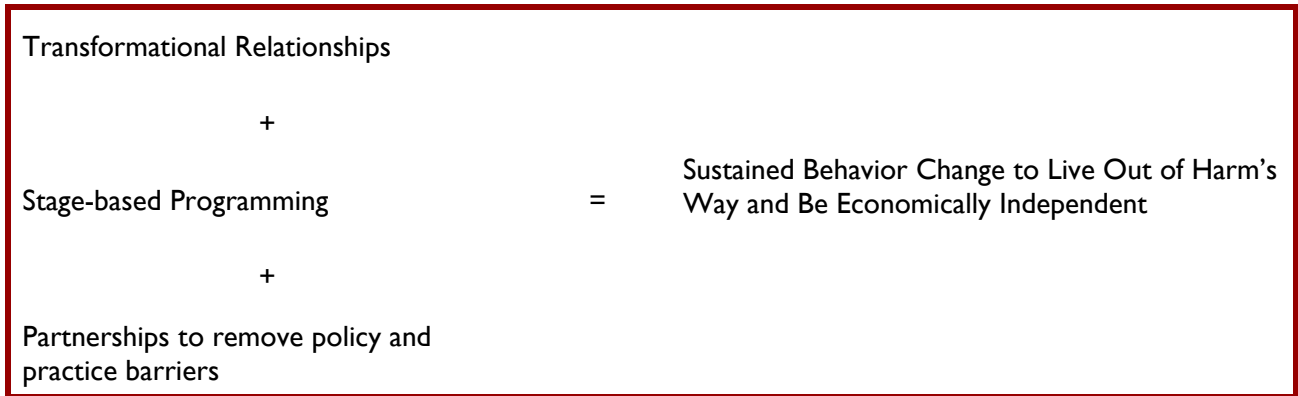 Transformational Relationships
+
Stage-based Programming
+
Partnerships to remove policy and
practice barriers
=
Sustained Behavior Change to Live Out of Harm’s
Way and Be Economically Independent